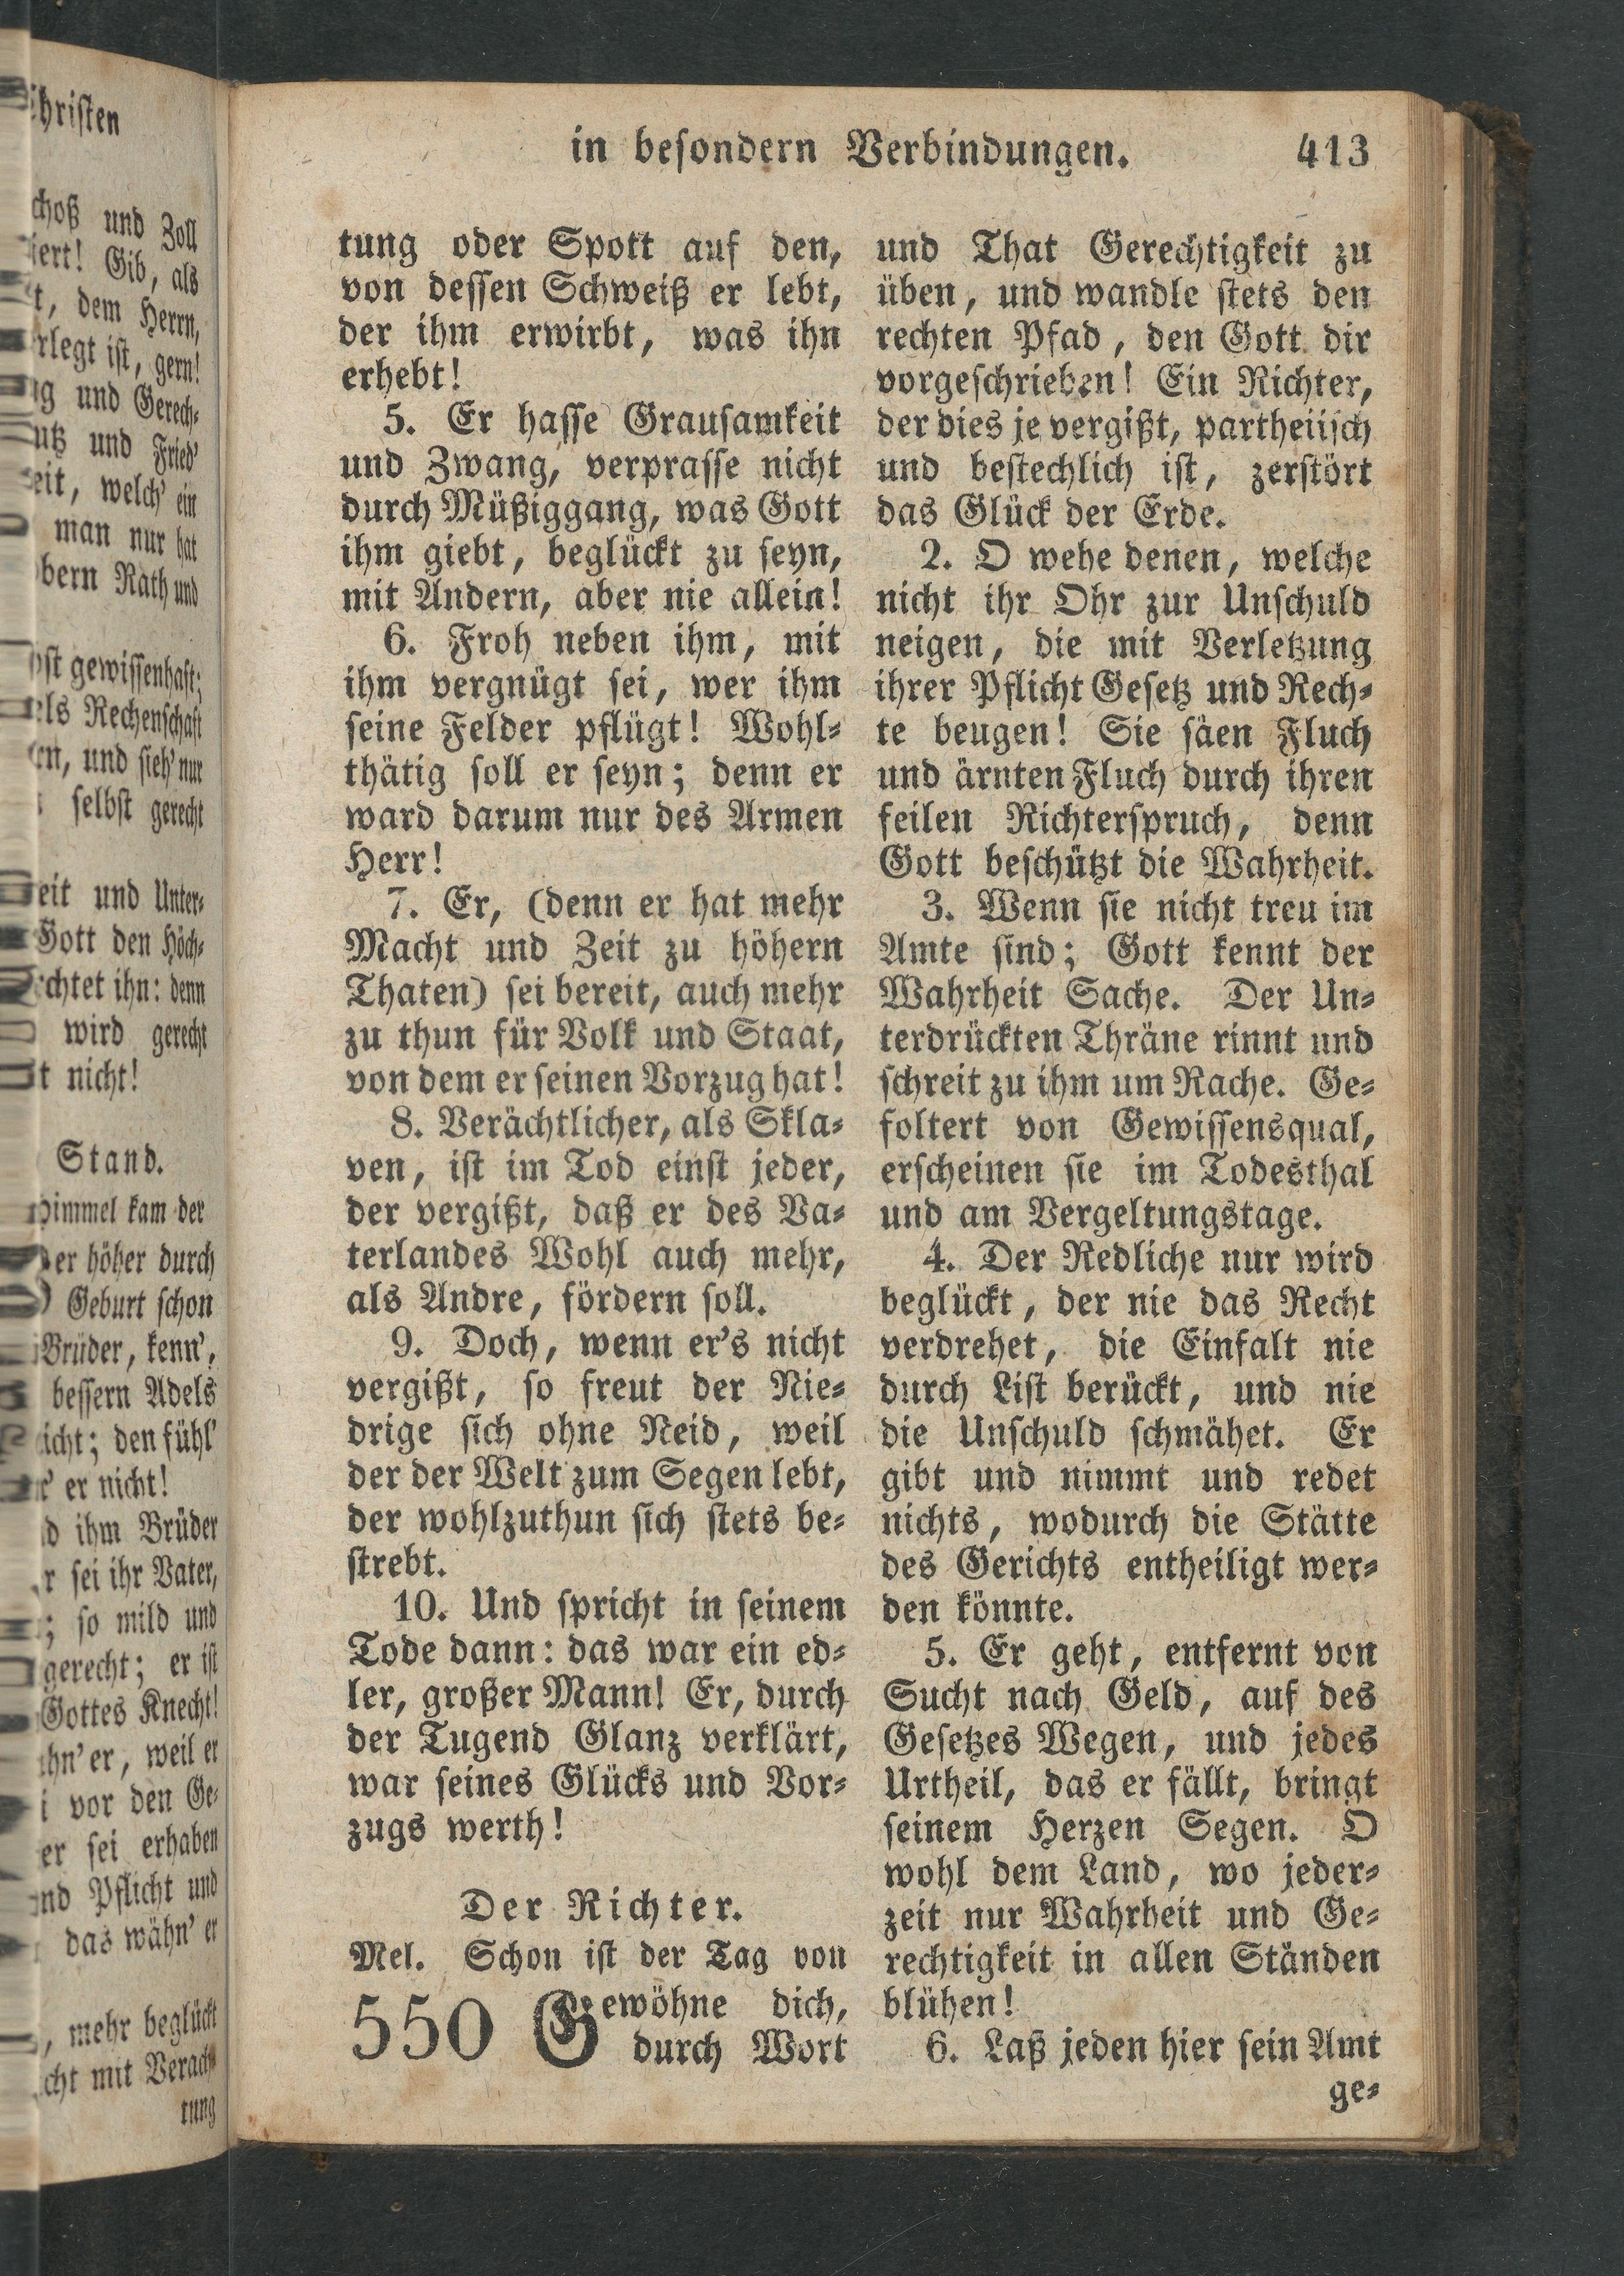 in besondern Verbindungen. 413
tung oder Spott auf den,
von dessen Schweiß er lebt,
der ihm erwirbt, was ihn
erhebt!
5. Er hasse Grausamkeit
und Zwang, verprasse nicht
durch Müßiggang, was Gott
ihm giebt, beglückt zu seyn,
mit Andern, aber nie allein!
6. Froh neben ihm, mit
ihm vergnügt sei, wer ihm
seine Felder pflügt! Wohl-
thätig soll er seyn; denn er
ward darum nur des Armen
Herr!
7. Er, (denn er hat mehr
Macht und Zeit zu höhern
Thaten) sei bereit, auch mehr
zu thun für Volk und Staat,
von dem er seinen Vorzug hat!
8. Verächtlicher, als Skla-
ven, ist im Tod einst jeder,
der vergißt, daß er des Va-
terlandes Wohl auch mehr,
als Andre, fördern soll.
9. Doch, wenn er's nicht
vergißt, so freut der Nie-
drige sich ohne Neid, weil
der der Welt zum Segen lebt,
der wohlzuthun sich stets be-
strebt.
10. Und spricht in seinem
Tode dann: das war ein ed-
ler, großer Mann! Er, durch
der Tugend Glanz verklärt,
war seines Glücks und Vor-
zugs werth!
Der Richter.
Mel. Schon ist der Tag von
550 Gewöhne dich,
durch Wort
und That Gerechtigkeit zu
üben, und wandle stets den
rechten Pfad, den Gott dir
vorgeschrieben! Ein Richter,
der dies je vergißt, partheiisch
und bestechlich ist, zerstört
das Glück der Erde.
2. O wehe denen, welche
nicht ihr Ohr zur Unschuld
neigen, die mit Verletzung
ihrer Pflicht Gesetz und Rech-
te beugen! Sie säen Fluch
und ärnten Fluch durch ihren
feilen Richterspruch, denn
Gott beschützt die Wahrheit.
3. Wenn sie nicht treu im
Amte sind; Gott kennt der
Wahrheit Sache. Der Un-
terdrückten Thräne rinnt und
schreit zu ihm um Rache. Ge-
foltert von Gewissensqual,
erscheinen sie im Todesthal
und am Vergeltungstage.
4. Der Redliche nur wird
beglückt, der nie das Recht
verdrehet, die Einfalt nie
durch List berückt, und nie
die Unschuld schmähet. Er
gibt und nimmt und redet
nichts, wodurch die Stätte
des Gerichts entheiligt wer-
den könnte.
5. Er geht, entfernt von
Sucht nach Geld, auf des
Gesetzes Wegen, und jedes
Urtheil, das er fällt, bringt
seinem Herzen Segen. O
wohl dem Land, wo jeder-
zeit nur Wahrheit und Ge-
rechtigkeit in allen Ständen
blühen!
6. Laß jeden hier sein Amt
ge-